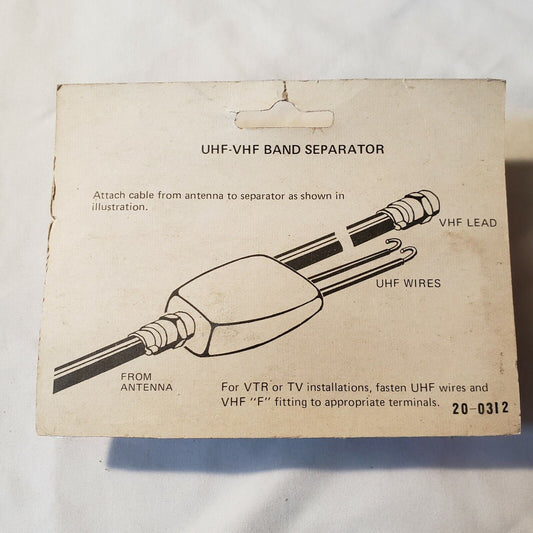 UHF-VHF BAND SEPARATOR
Attach cable from antenna to separator as shown in
illustration.
VHF LEAD
UHF WIRES
FROM
ANTENNA
For VTR or TV installations, fasten UHF wires and
VHF "F" fitting to appropriate terminals.
20-0312